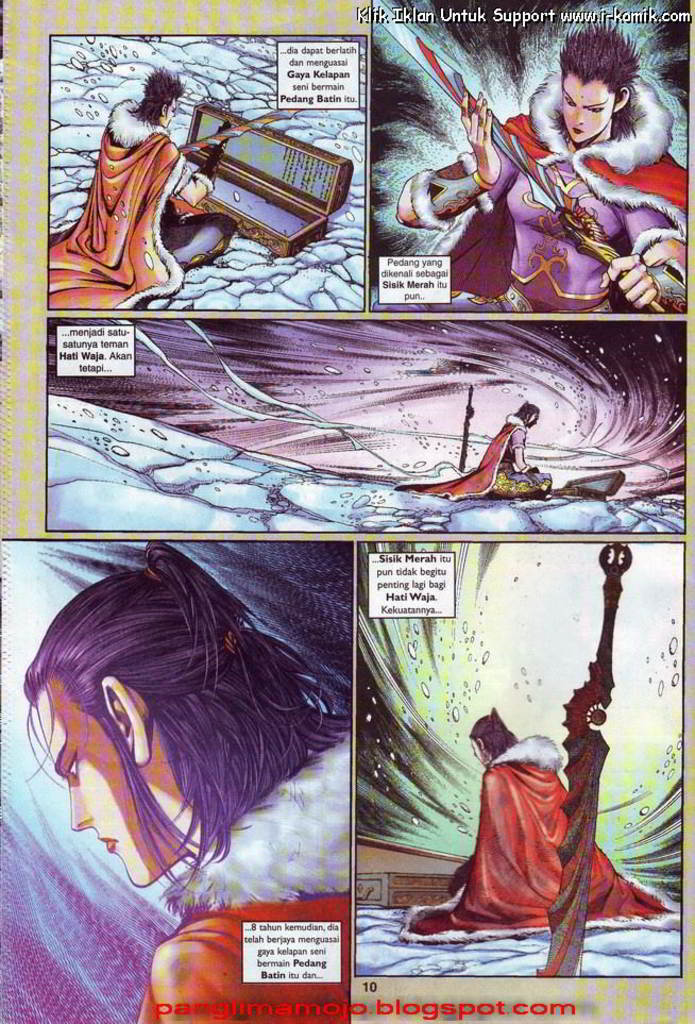 Klik Iklan Untuk Support www.i-komik.com
...dia dapat berlatih
dan menguasai
Gaya Kelapan
seni bermain
Pedang Batin itu.
Pedang yang
dikenali sebagai
Sisik Merah itu
pun..
...menjadi satu-
satunya teman
Hati Waja. Akan
tetapi...
...8 tahun kemudian, dia
telah berjaya menguasai
gaya kelapan seni
bermain Pedang
Batin itu dan...
...Sisik Merah itu
pun tidak begitu
penting lagi bagi
Hati Waja.
Kekuatannya...
10
panglimamojo.blogspot.com